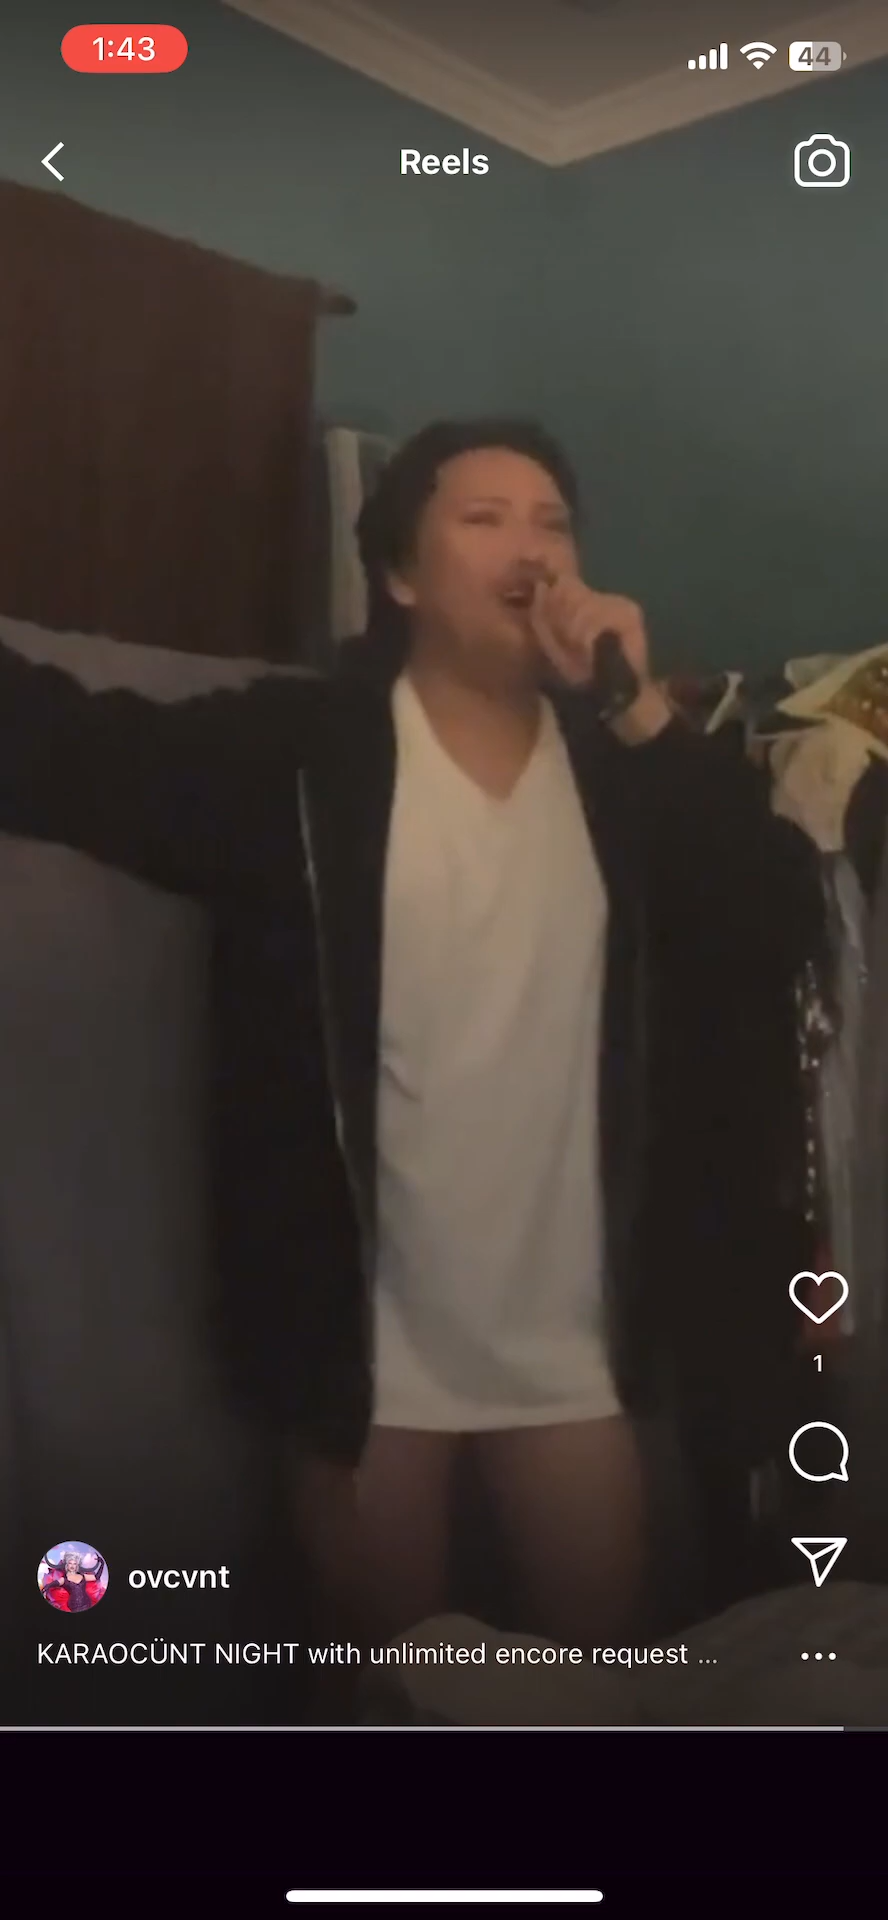 1:43
44
Reels
1
ovcvnt
KARAOCÜNT NIGHT with unlimited encore request ...